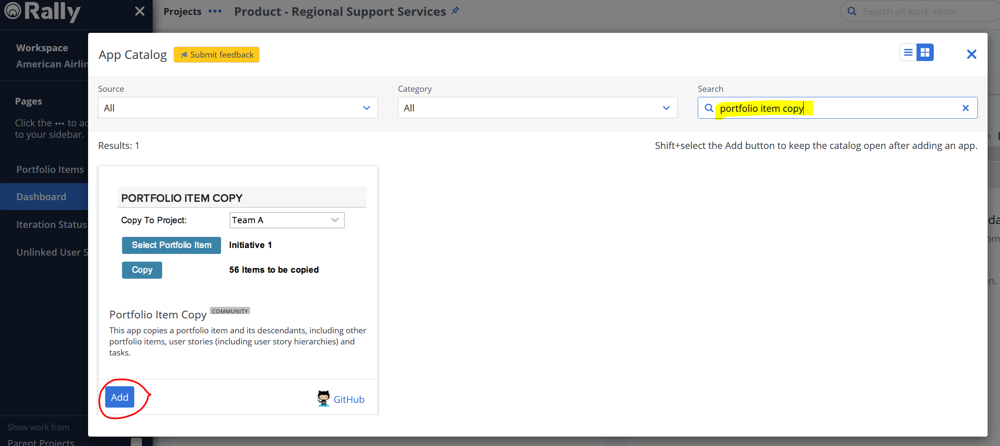 Rally
Projects ••• Product - Regional Support Services
Search all work items
Workspace
American Airlin
Pages
Click the ••• to ac
to your sidebar.
Portfolio Items
Dashboard
Iteration Status
Unlinked User S
Show work from
Parent Projects
App Catalog
Submit feedback
Source
All
Category
All
Search
portfolio item copy
Results: 1
Shift+select the Add button to keep the catalog open after adding an app.
PORTFOLIO ITEM COPY
Copy To Project: Team A
Select Portfolio Item Initiative 1
Copy 56 Items to be copied
Portfolio Item Copy COMMUNITY
This app copies a portfolio item and its descendants, including other
portfolio items, user stories (including user story hierarchies) and
tasks.
Add
GitHub
da
om
n.